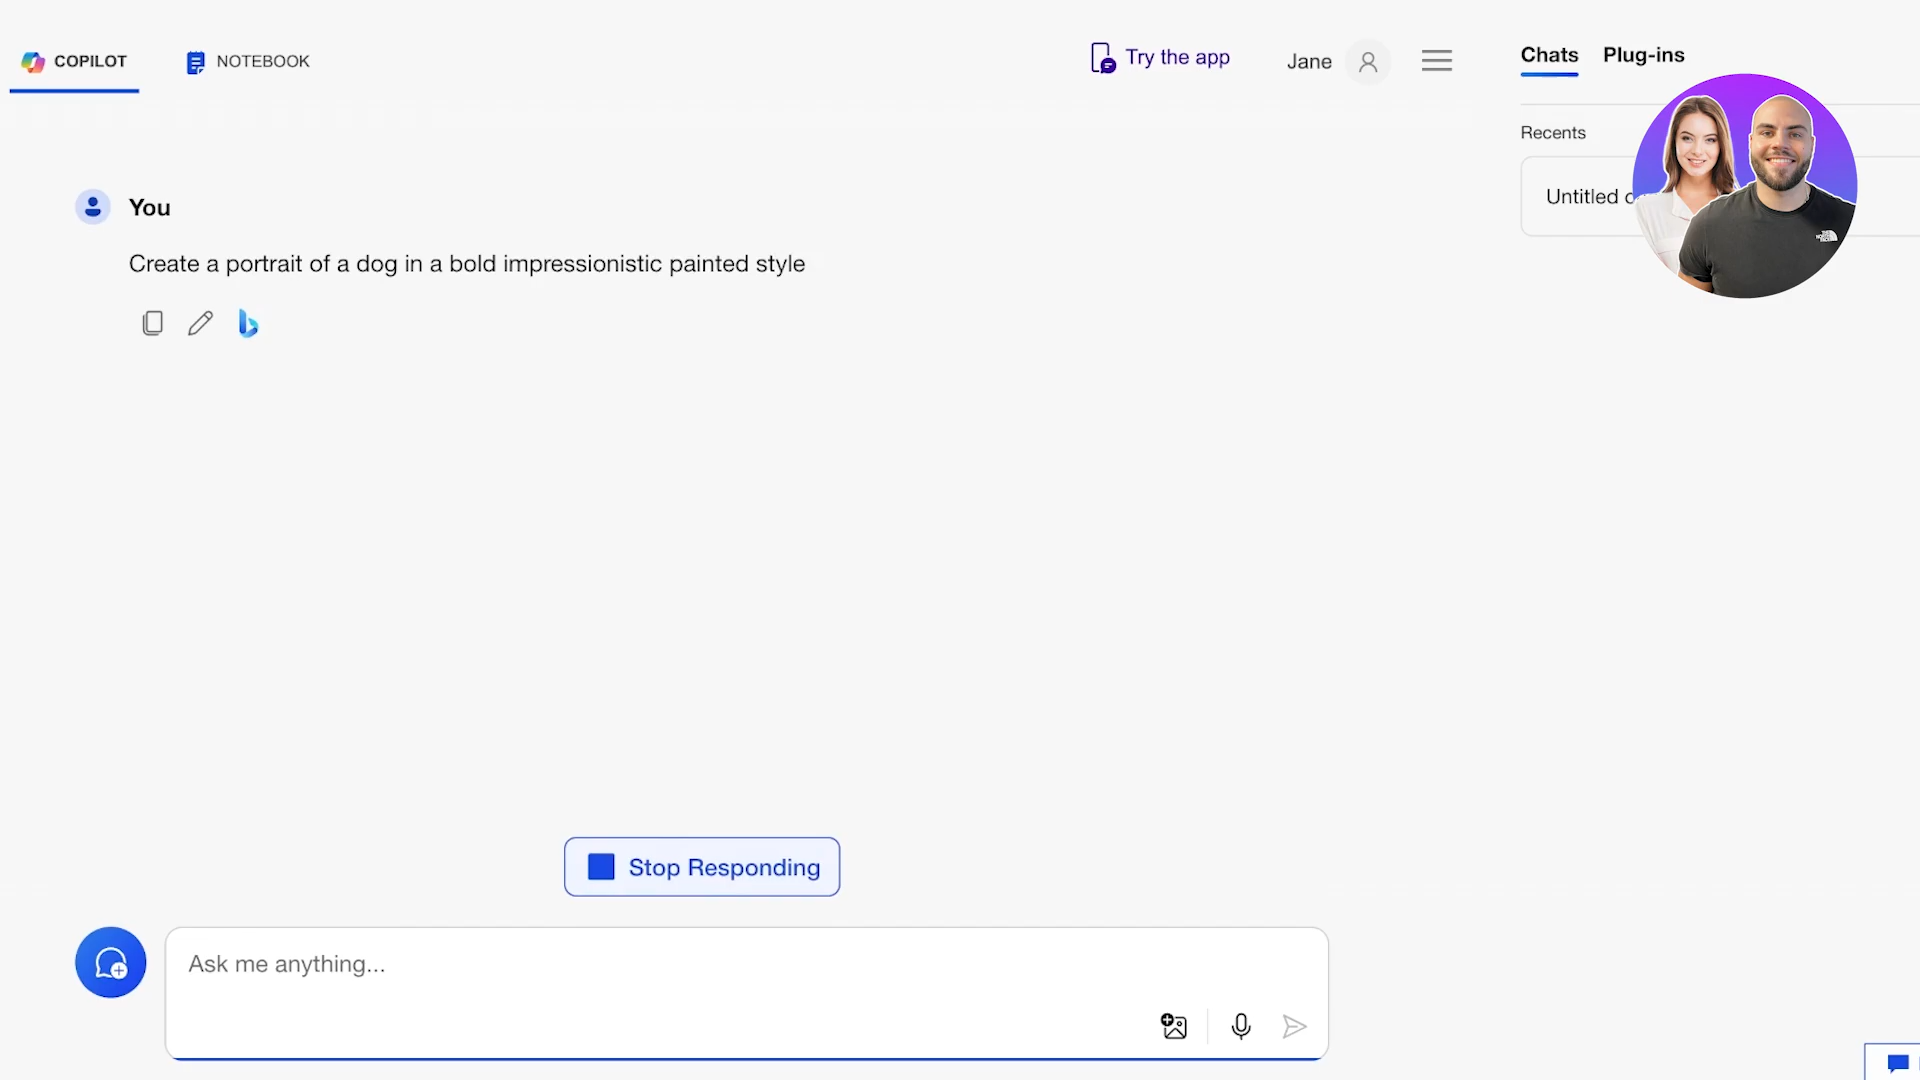 COPILOT
NOTEBOOK
Try the app
Jane
Chats
Plug-ins
Recents
Untitled
You
Create a portrait of a dog in a bold impressionistic painted style
Stop Responding
Ask me anything...